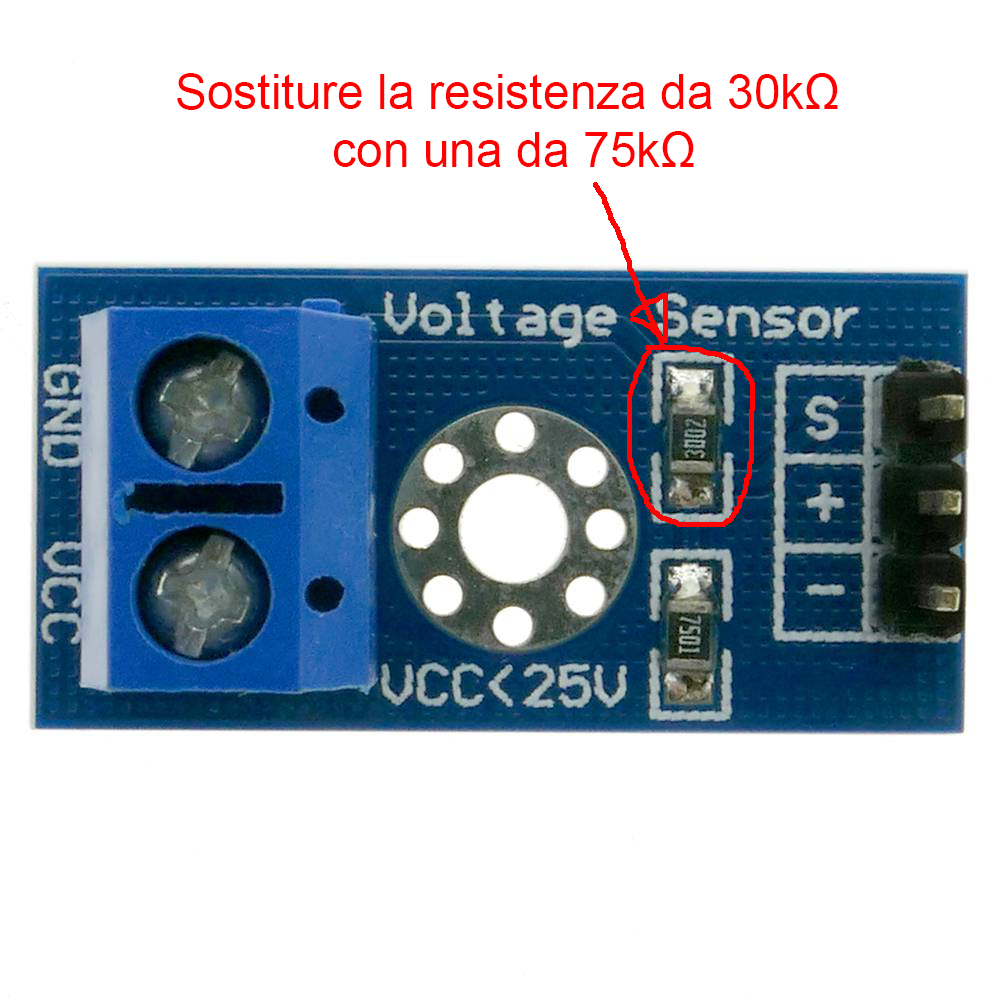 Sostiture la resistenza da 30kΩ
con una da 75kΩ
Voltage Sensor
GND
VCC
3002
S
+
-
7501
VCC<25V